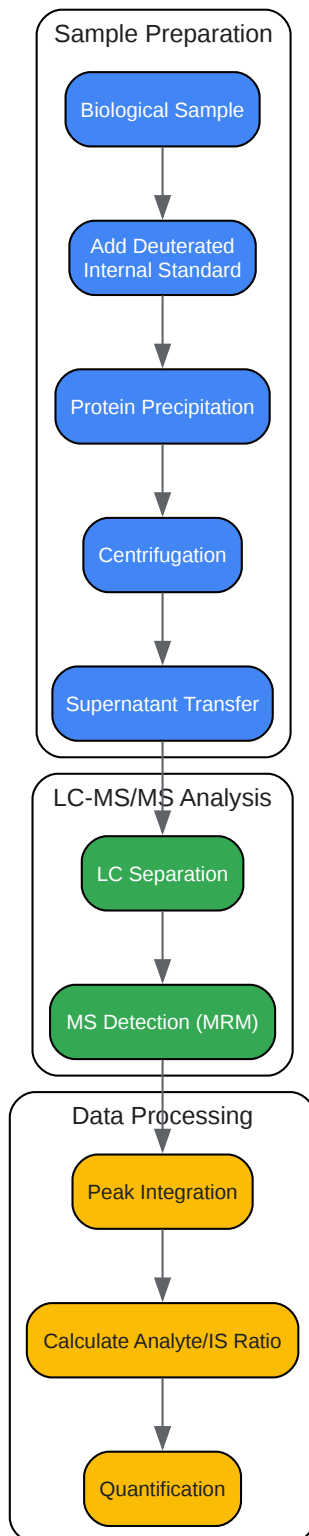 Sample Preparation
Biological Sample
Add Deuterated
Internal Standard
Protein Precipitation
Centrifugation
Supernatant Transfer
LC-MS/MS Analysis
LC Separation
MS Detection (MRM)
Data Processing
Peak Integration
Calculate Analyte/IS Ratio
Quantification